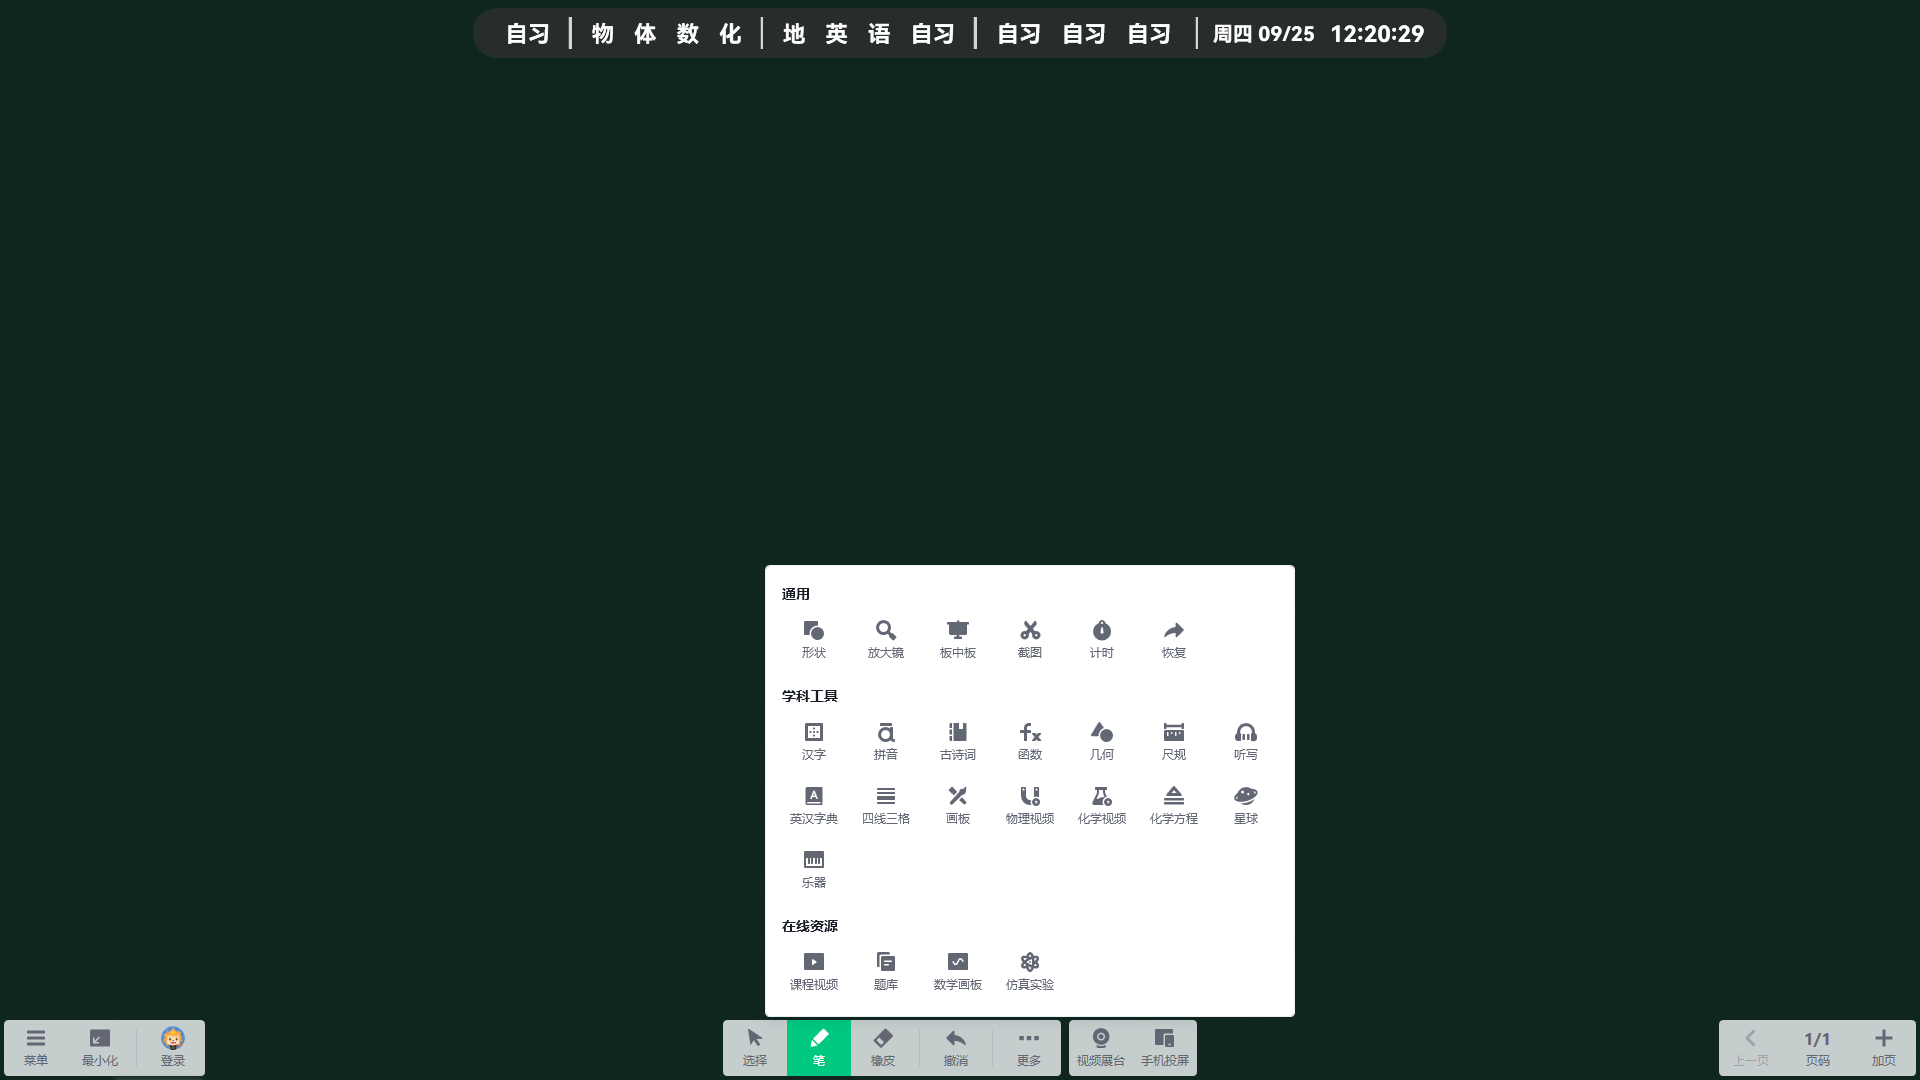 自习 物 体 数 化 地 英 语 自习 自习 自习 自习 周四 09/25 12:20:29
通用
形状 放大镜 板中板 截图 计时 恢复
学科工具
汉字 拼音 古诗词 函数 几何 尺规 听写
英汉字典 四线三格 画板 物理视频 化学视频 化学方程 星球
乐器
在线资源
课程视频 题库 数学画板 仿真实验
菜单 最小化 登录 选择 笔 橡皮 撤消 更多 视频展台 手机投屏 上一页 1/1 页码 加页